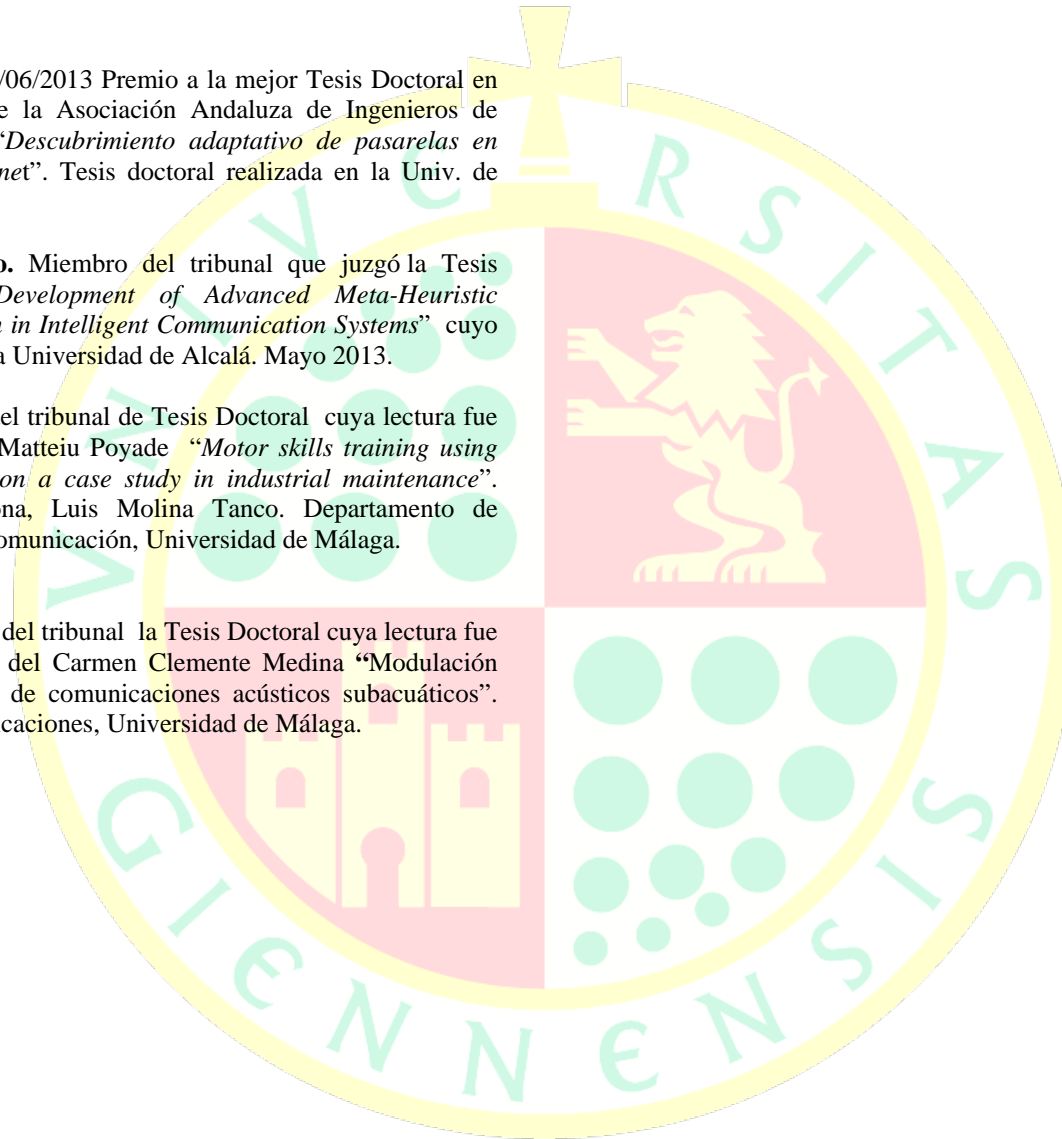 /06/2013 Premio a la mejor Tesis Doctoral en
e la Asociación Andaluza de Ingenieros de
“Descubrimiento adaptativo de pasarelas en
net”. Tesis doctoral realizada en la Univ. de
o. Miembro del tribunal que juzgó la Tesis
Development of Advanced Meta-Heuristic
n in Intelligent Communication Systems” cuyo
a Universidad de Alcalá. Mayo 2013.
el tribunal de Tesis Doctoral cuya lectura fue
Matteiu Poyade “Motor skills training using
on a case study in industrial maintenance”.
ona, Luis Molina Tanco. Departamento de
omunicación, Universidad de Málaga.
del tribunal la Tesis Doctoral cuya lectura fue
del Carmen Clemente Medina “Modulación
de comunicaciones acústicos subacuáticos”.
icaciones, Universidad de Málaga.
VNIVERSITAS GIENNENSIS